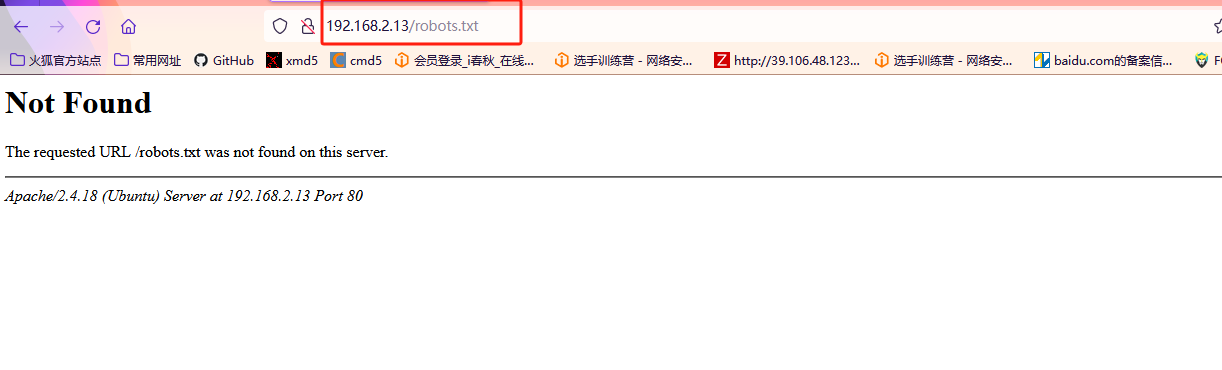 192.168.2.13/robots.txt
火狐官方站点 常用网址 GitHub xmd5 cmd5 会员登录_i春秋_在线... 选手训练营 - 网络安... http://39.106.48.123... 选手训练营 - 网络安... baidu.com的备案信... F
Not Found
The requested URL /robots.txt was not found on this server.
Apache/2.4.18 (Ubuntu) Server at 192.168.2.13 Port 80